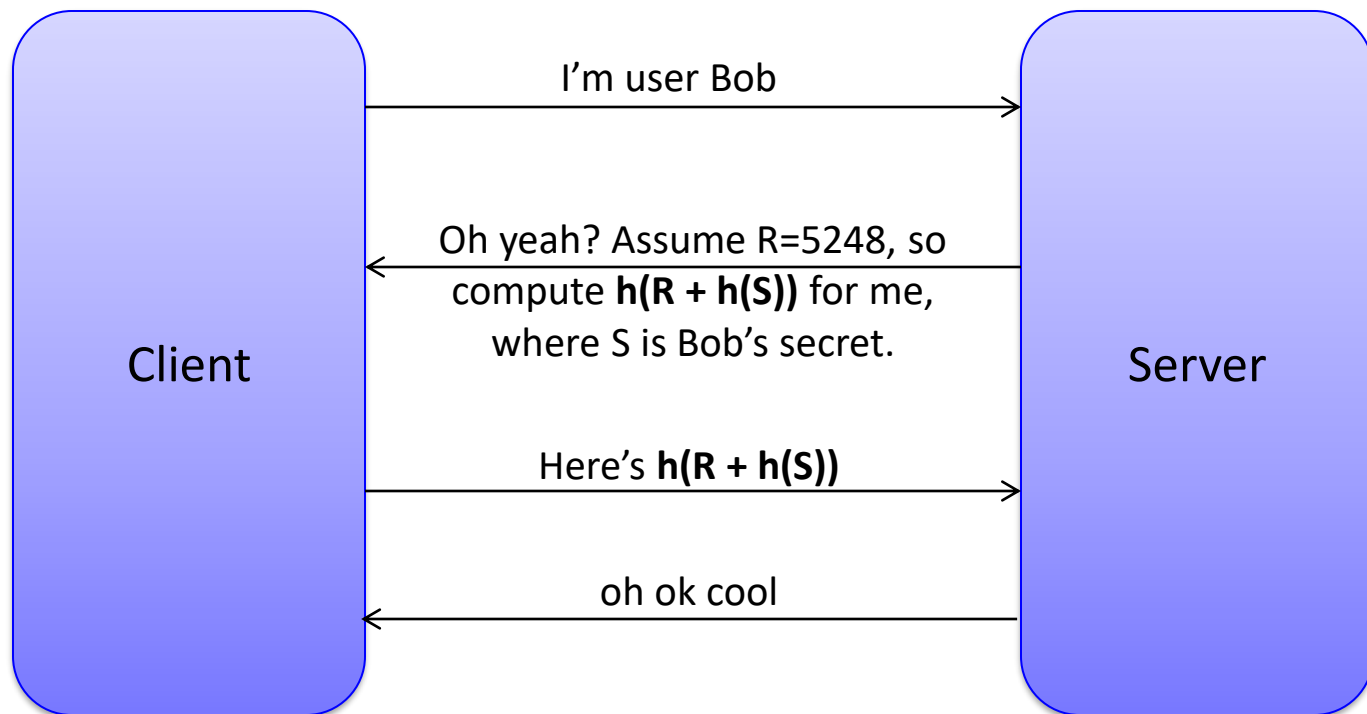 I’m user Bob
Oh yeah? Assume R=5248, so
compute h(R + h(S)) for me,
where S is Bob’s secret.
Client
Server
Here’s h(R + h(S))
oh ok cool